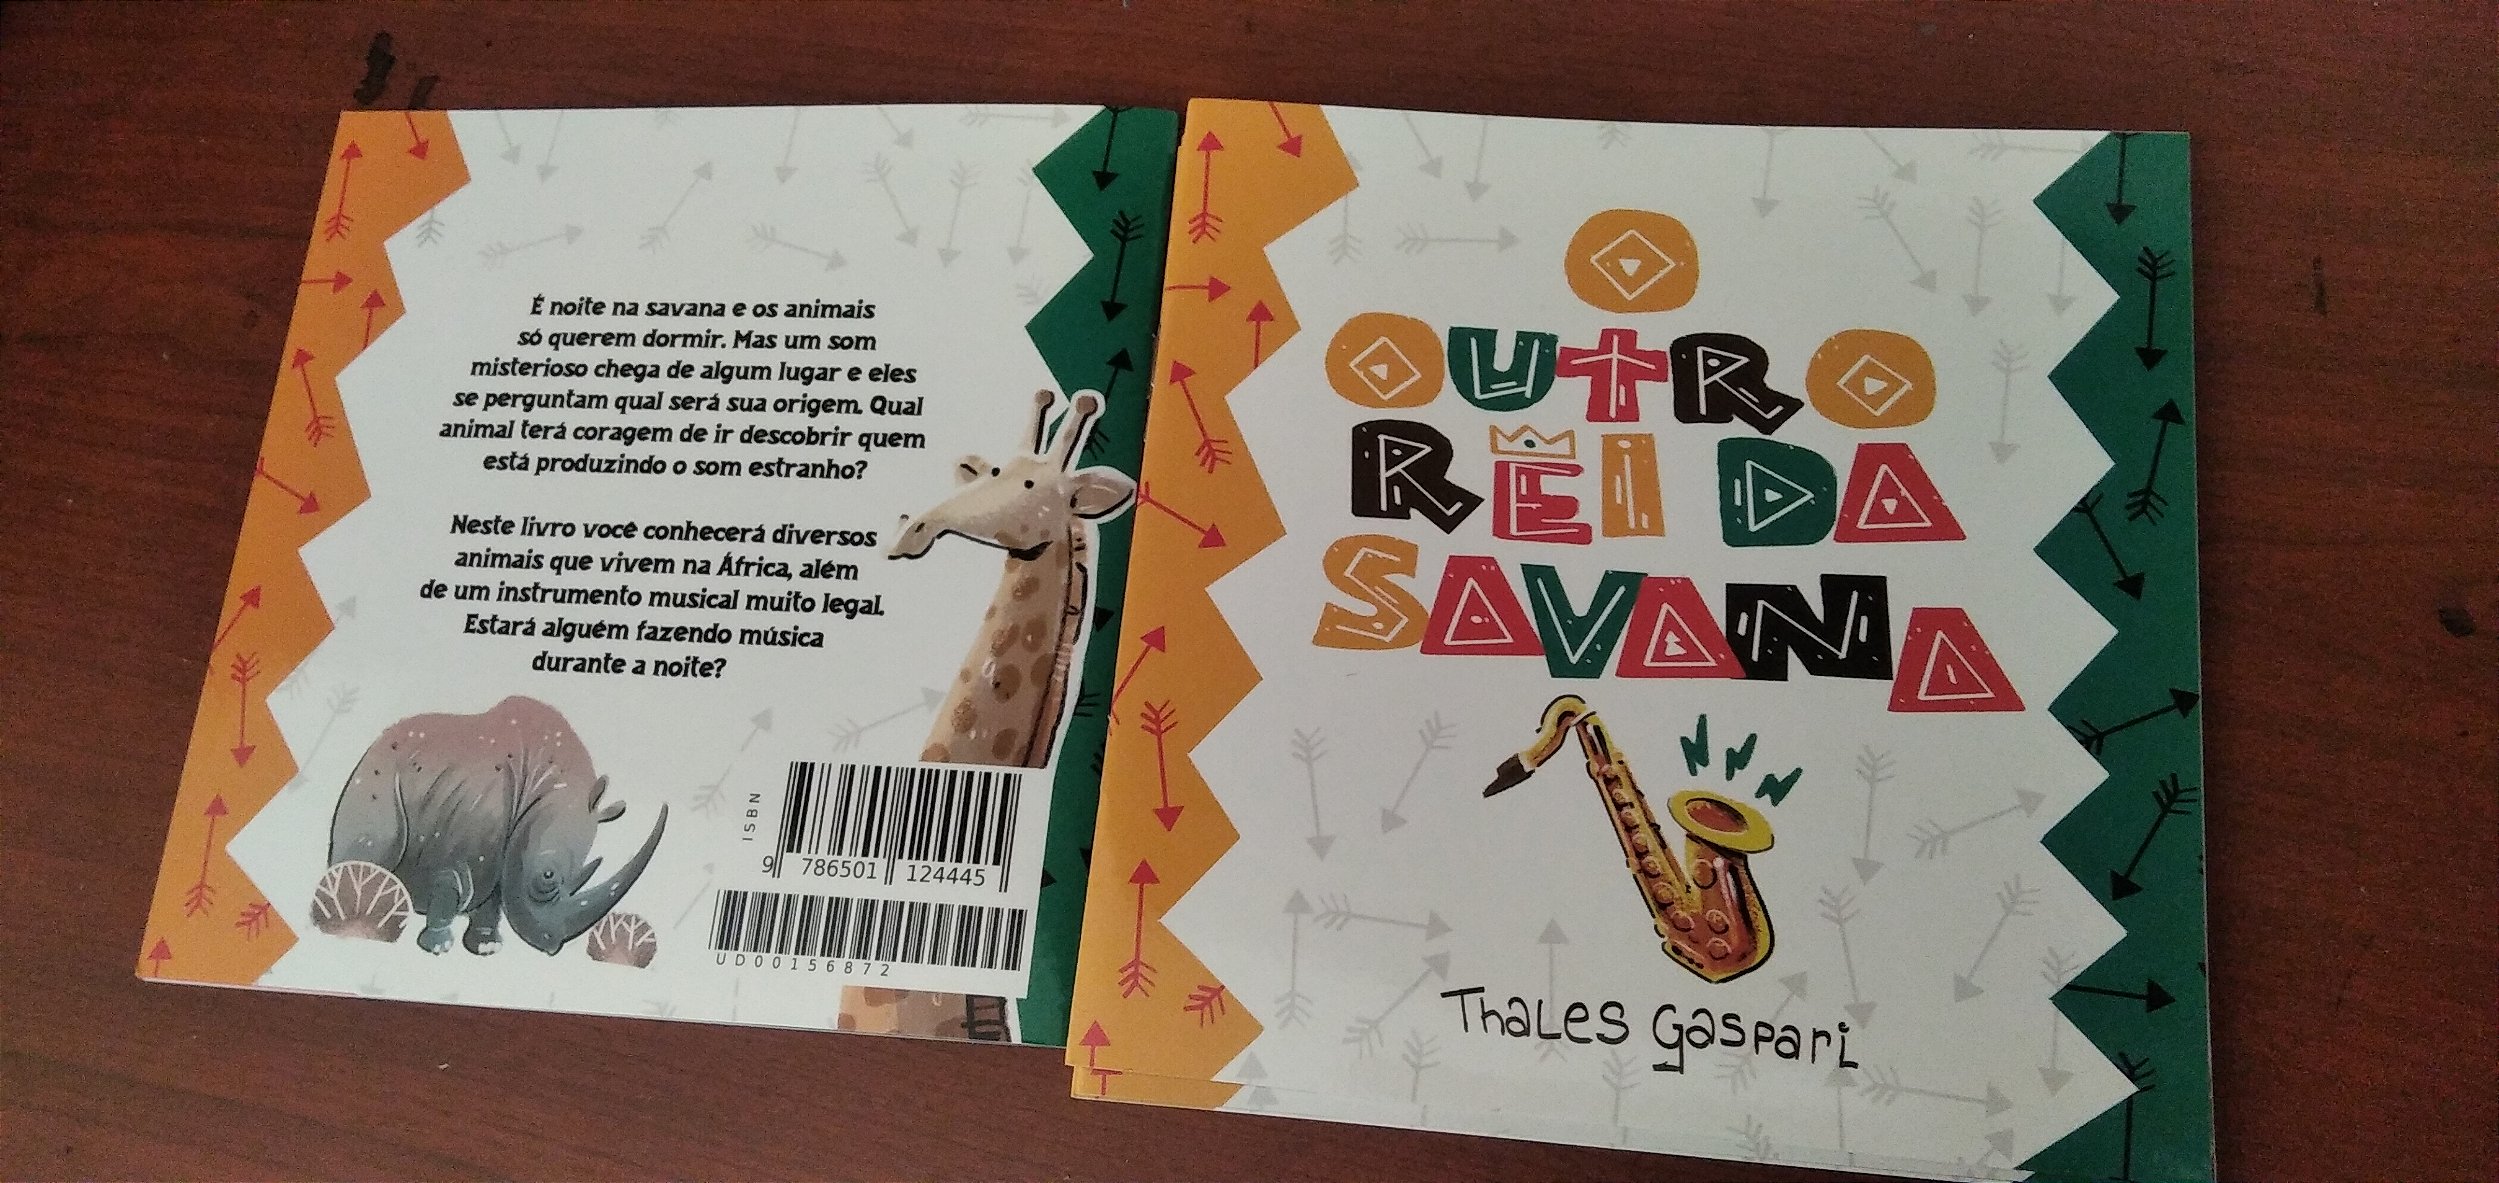 É noite na savana e os animais
só querem dormir. Mas um som
misterioso chega de algum lugar e eles
se perguntam qual será sua origem. Qual
animal terá coragem de ir descobrir quem
está produzindo o som estranho?
Neste livro você conhecerá diversos
animais que vivem na África, além
de um instrumento musical muito legal.
Estará alguém fazendo música
durante a noite?
ISBN
9 786501 124445
UD00156872
O
OUTRO
REI DA
SAVANA
Thales Gaspari